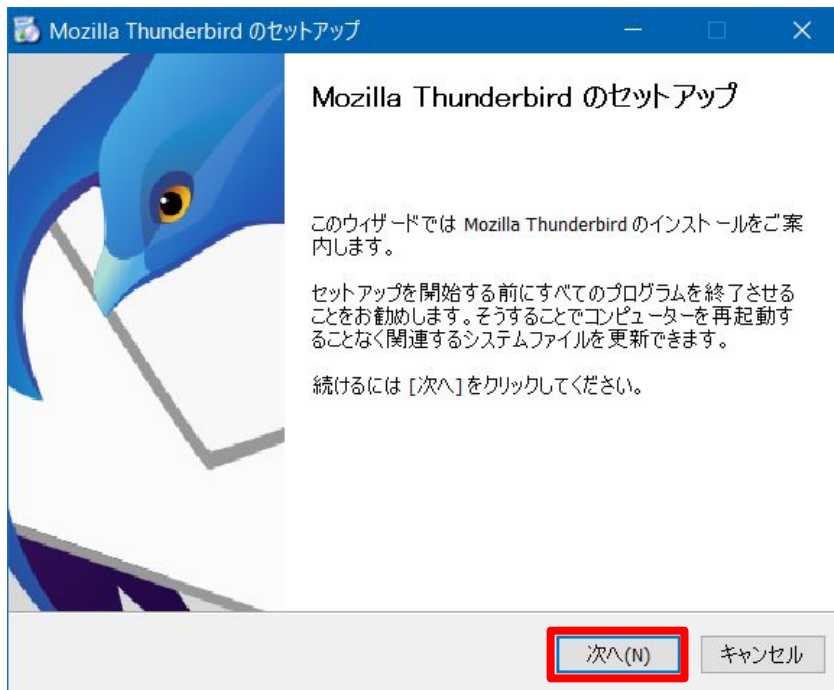 Mozilla Thunderbird のセットアップ
Mozilla Thunderbird のセットアップ
このウィザードでは Mozilla Thunderbird のインストールをご案
内します。
セットアップを開始する前にすべてのプログラムを終了させる
ことをお勧めします。そうすることでコンピューターを再起動す
ることなく関連するシステムファイルを更新できます。
続けるには [次へ] をクリックしてください。
次へ(N)
キャンセル